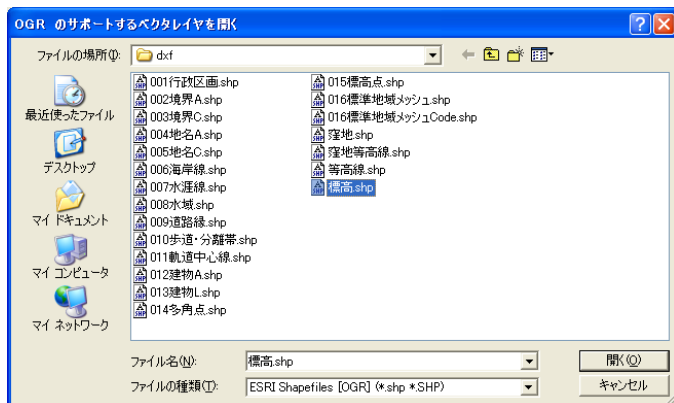 OGR のサポートするベクタレイヤを開く
ファイルの場所(I):
dxf
最近使ったファイル
デスクトップ
マイ ドキュメント
マイ コンピュータ
マイ ネットワーク
001行政区画.shp
002境界A.shp
003境界C.shp
004地名A.shp
005地名C.shp
006海岸線.shp
007水涯線.shp
008水域.shp
009道路縁.shp
010歩道・分離帯.shp
011軌道中心線.shp
012建物A.shp
013建物L.shp
014多角点.shp
015標高点.shp
016標準地域メッシュ.shp
016標準地域メッシュCode.shp
窪地.shp
窪地等高線.shp
等高線.shp
標高.shp
ファイル名(N):
標高.shp
開く(O)
ファイルの種類(T):
ESRI Shapefiles [OGR] (*.shp *.SHP)
キャンセル